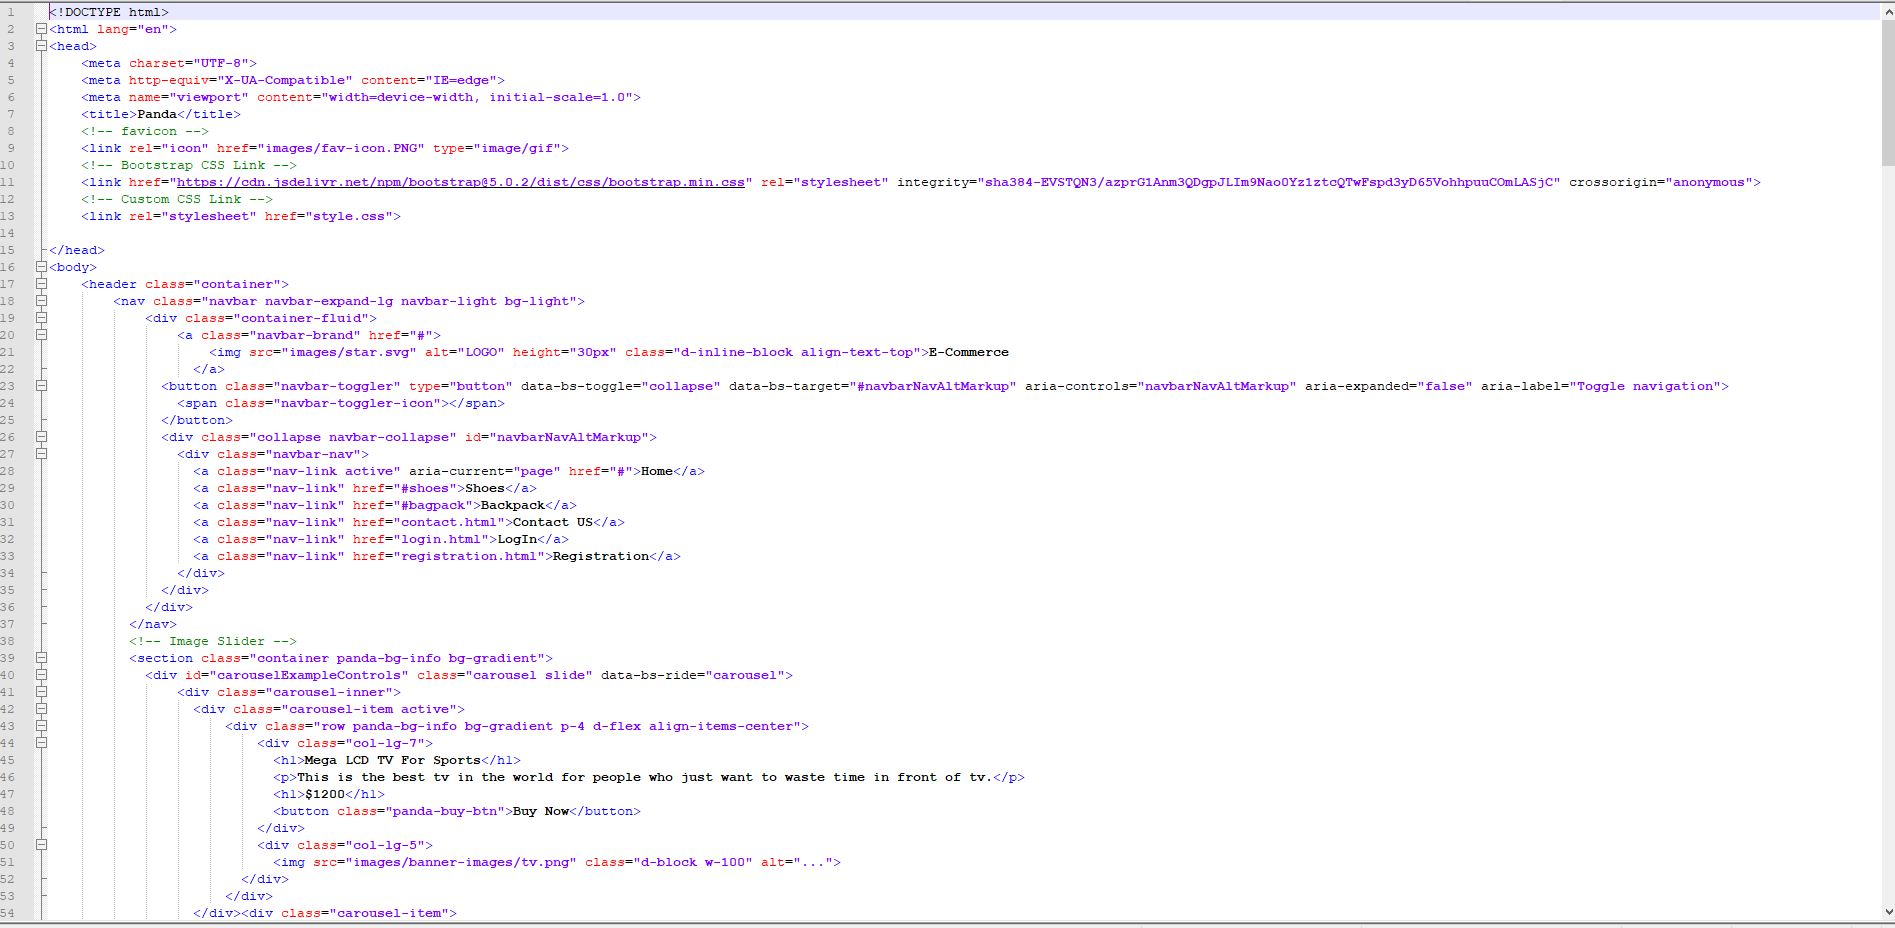 1 <!DOCTYPE html>
2 <html lang="en">
3 <head>
4 <meta charset="UTF-8">
5 <meta http-equiv="X-UA-Compatible" content="IE=edge">
6 <meta name="viewport" content="width=device-width, initial-scale=1.0">
7 <title>Panda</title>
8 <!-- favicon -->
9 <link rel="icon" href="images/fav-icon.PNG" type="image/gif">
10 <!-- Bootstrap CSS Link -->
11 <link href="https://cdn.jsdelivr.net/npm/bootstrap@5.0.2/dist/css/bootstrap.min.css" rel="stylesheet" integrity="sha384-EVSTQN3/azprG1Anm3QDgpJLIm9Nao0Yz1ztcQTwFspd3yD65VohhpuuCOmLASjC" crossorigin="anonymous">
12 <!-- Custom CSS Link -->
13 <link rel="stylesheet" href="style.css">
14
15 </head>
16 <body>
17 <header class="container">
18 <nav class="navbar navbar-expand-lg navbar-light bg-light">
19 <div class="container-fluid">
20 <a class="navbar-brand" href="#">
21 <img src="images/star.svg" alt="LOGO" height="30px" class="d-inline-block align-text-top">E-Commerce
22 </a>
23 <button class="navbar-toggler" type="button" data-bs-toggle="collapse" data-bs-target="#navbarNavAltMarkup" aria-controls="navbarNavAltMarkup" aria-expanded="false" aria-label="Toggle navigation">
24 <span class="navbar-toggler-icon"></span>
25 </button>
26 <div class="collapse navbar-collapse" id="navbarNavAltMarkup">
27 <div class="navbar-nav">
28 <a class="nav-link active" aria-current="page" href="#">Home</a>
29 <a class="nav-link" href="#shoes">Shoes</a>
30 <a class="nav-link" href="#bagpack">Backpack</a>
31 <a class="nav-link" href="contact.html">Contact US</a>
32 <a class="nav-link" href="login.html">LogIn</a>
33 <a class="nav-link" href="registration.html">Registration</a>
34 </div>
35 </div>
36 </div>
37 </nav>
38 <!-- Image Slider -->
39 <section class="container panda-bg-info bg-gradient">
40 <div id="carouselExampleControls" class="carousel slide" data-bs-ride="carousel">
41 <div class="carousel-inner">
42 <div class="carousel-item active">
43 <div class="row panda-bg-info bg-gradient p-4 d-flex align-items-center">
44 <div class="col-lg-7">
45 <h1>Mega LCD TV For Sports</h1>
46 <p>This is the best tv in the world for people who just want to waste time in front of tv.</p>
47 <h1>$1200</h1>
48 <button class="panda-buy-btn">Buy Now</button>
49 </div>
50 <div class="col-lg-5">
51 <img src="images/banner-images/tv.png" class="d-block w-100" alt="...">
52 </div>
53 </div>
54 </div><div class="carousel-item">